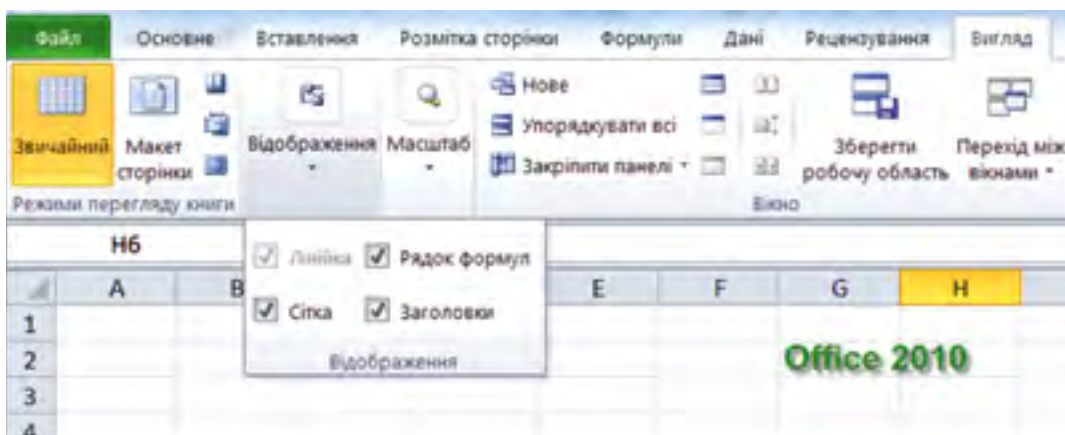 Файл Основне Вставлення Розмітка сторінки Формули Дані Рецензування Вигляд
Звичайний Макет сторінки
Режими перегляду книги
Відображення
Масштаб
Нове
Упорядкувати всі
Закріпити панелі
Зберегти робочу область
Перехід між вікнами
Вікно
H6
Лінійка Рядок формул
Сітка Заголовки
Відображення
A B E F G H
1
2 Office 2010
3
4